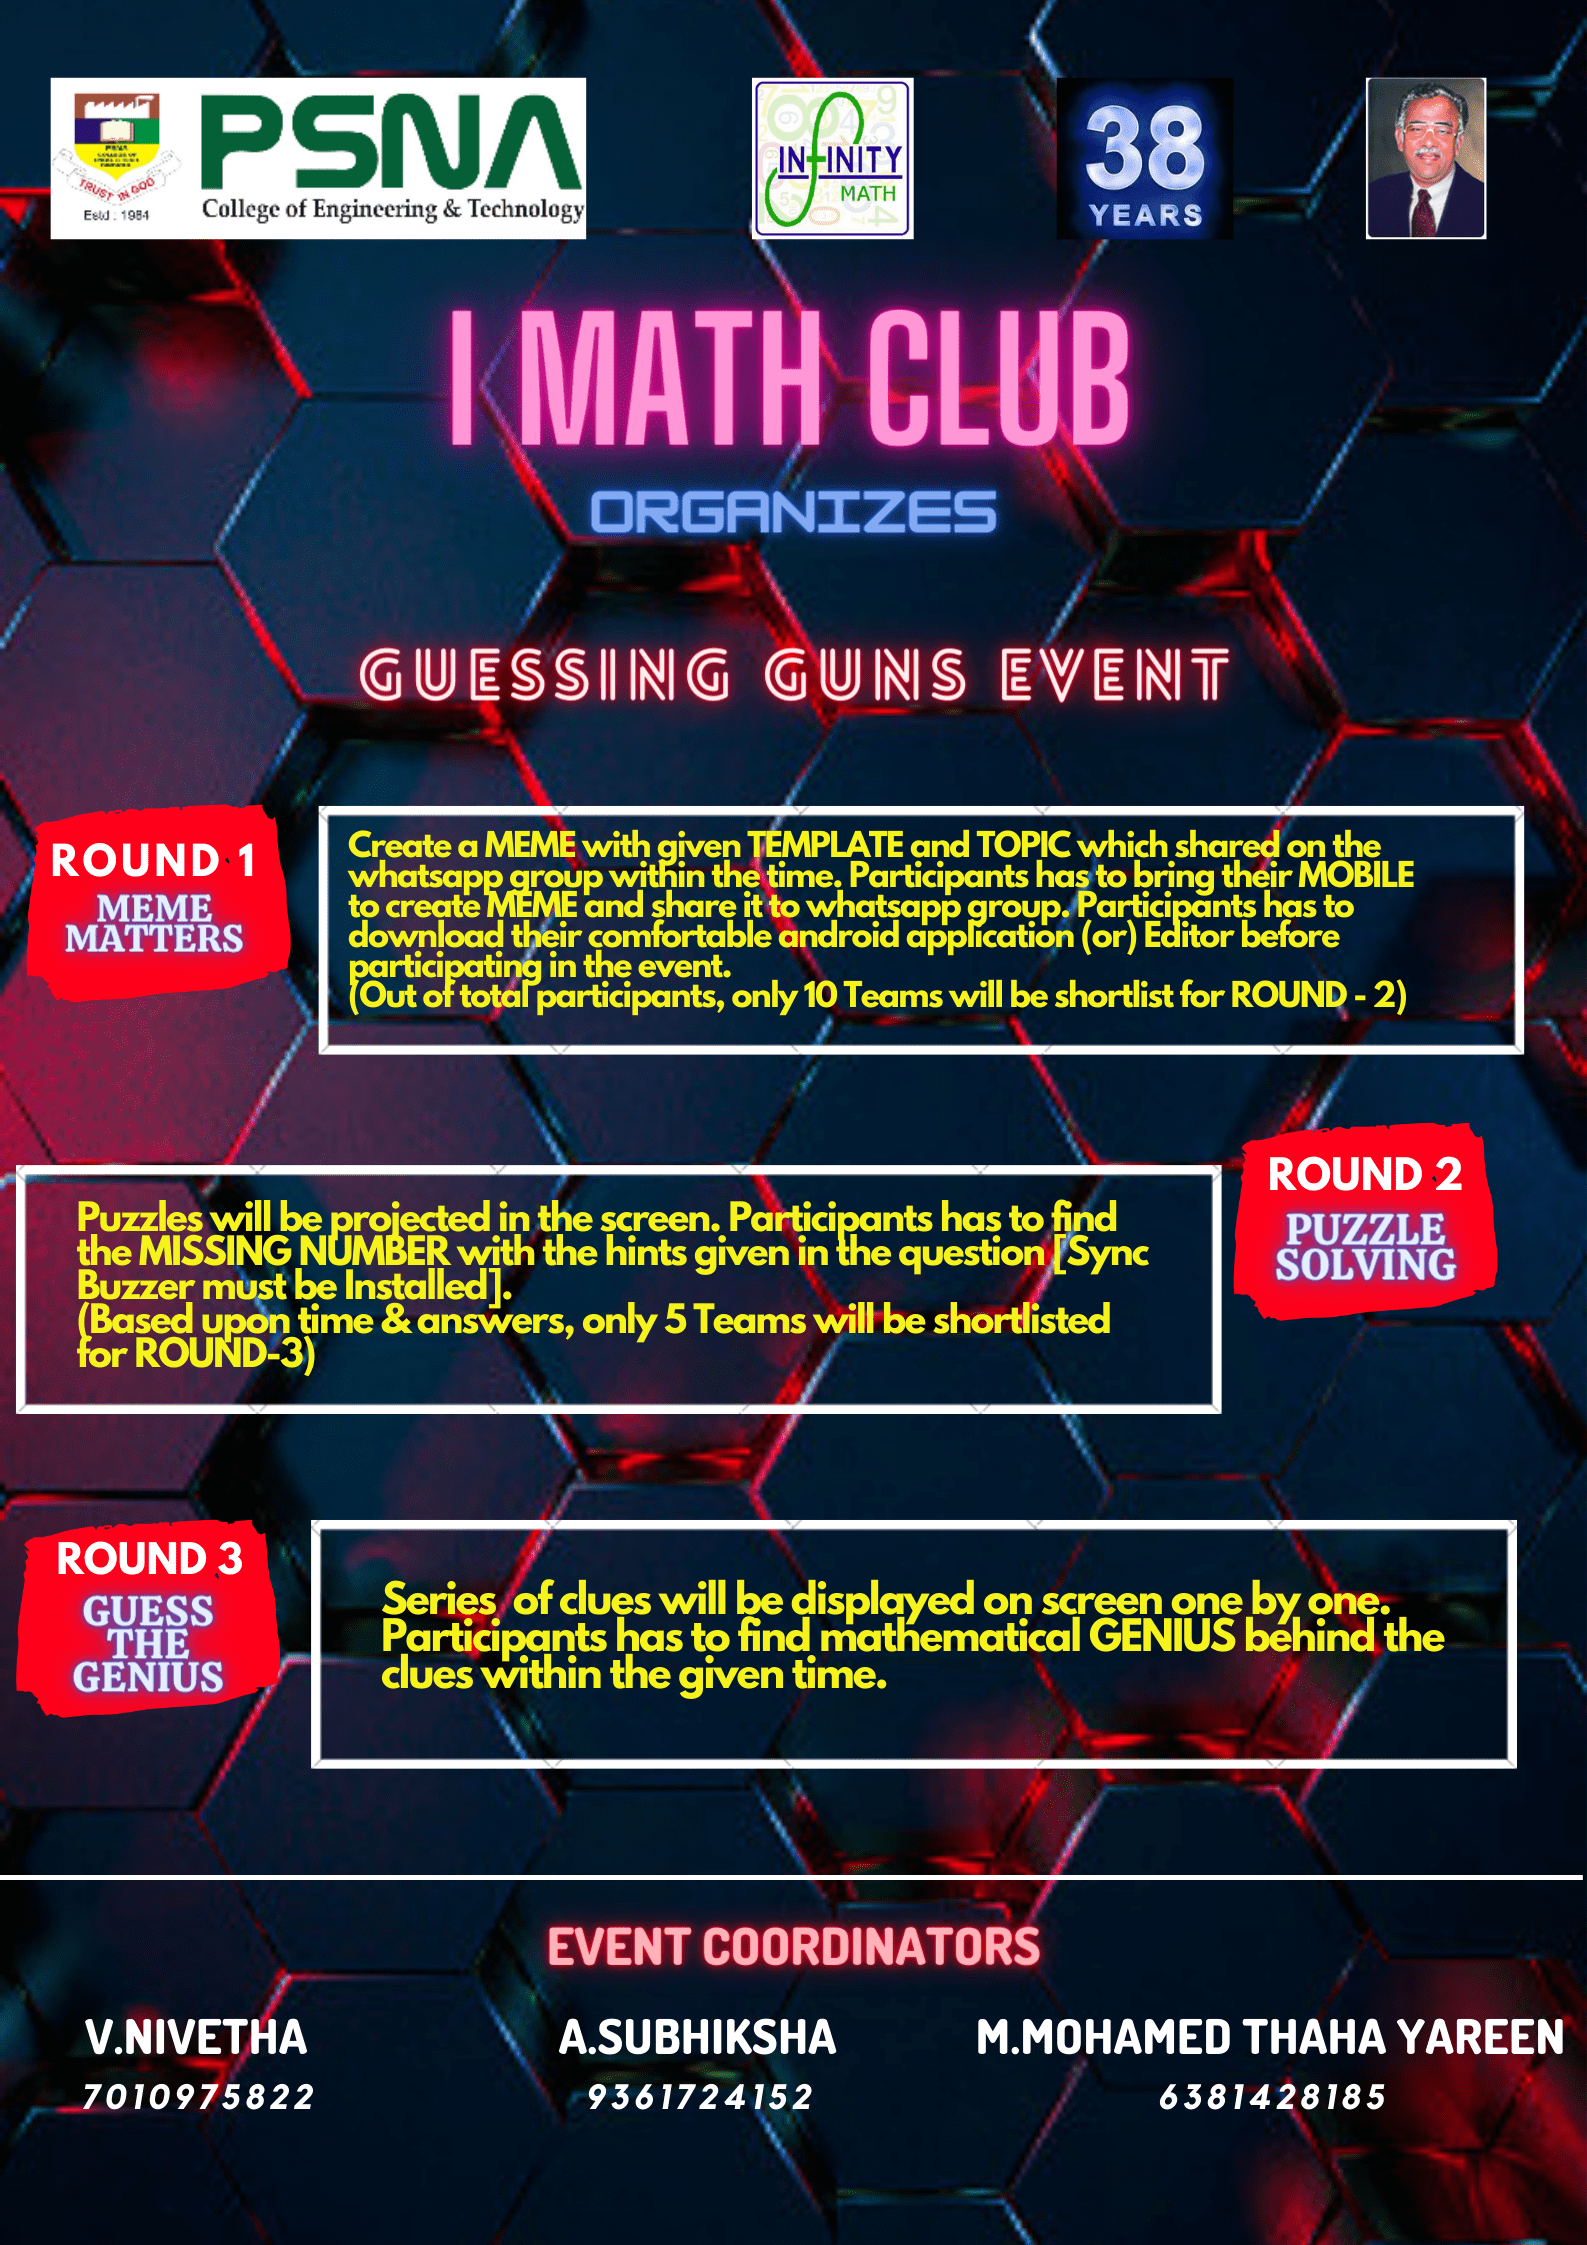 PSNA
COLLEGE OF
TRUST IN GOD
Estd : 1984
PSNA
College of Engineering & Technology
INFINITY
MATH
38
YEARS
I MATH CLUB
ORGANIZES
GUESSING GUNS EVENT
ROUND 1
MEME
MATTERS
Create a MEME with given TEMPLATE and TOPIC which shared on the
whatsapp group within the time. Participants has to bring their MOBILE
to create MEME and share it to whatsapp group. Participants has to
download their comfortable android application (or) Editor before
participating in the event.
(Out of total participants, only 10 Teams will be shortlist for ROUND - 2)
ROUND 2
PUZZLE
SOLVING
Puzzles will be projected in the screen. Participants has to find
the MISSING NUMBER with the hints given in the question [Sync
Buzzer must be Installed].
(Based upon time & answers, only 5 Teams will be shortlisted
for ROUND-3)
ROUND 3
GUESS
THE
GENIUS
Series of clues will be displayed on screen one by one.
Participants has to find mathematical GENIUS behind the
clues within the given time.
EVENT COORDINATORS
V.NIVETHA
7010975822
A.SUBHIKSHA
9361724152
M.MOHAMED THAHA YAREEN
6381428185